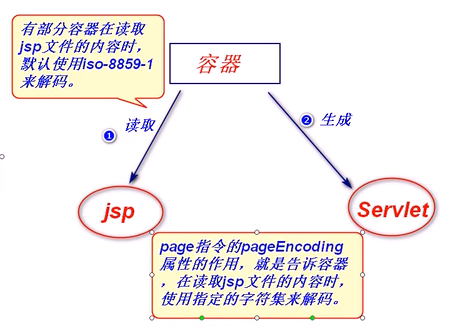 有部分容器在读取
jsp文件的内容时，
默认使用iso-8859-1
来解码。
容器
❶
读取
❷ 生成
jsp
Servlet
page指令的pageEncoding
属性的作用，就是告诉容器
，在读取jsp文件的内容时，
使用指定的字符集来解码。